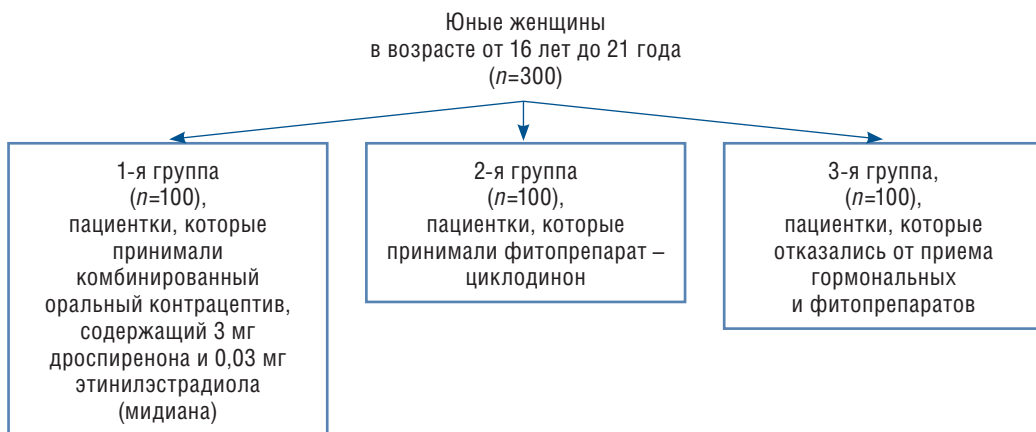 Юные женщины
в возрасте от 16 лет до 21 года
(n=300)
1-я группа
(n=100),
пациентки, которые
принимали
комбинированный
оральный контрацептив,
содержащий 3 мг
дроспиренона и 0,03 мг
этинилэстрадиола
(мидиана)
2-я группа
(n=100),
пациентки, которые
принимали фитопрепарат –
циклодинон
3-я группа,
(n=100),
пациентки, которые
отказались от приема
гормональных
и фитопрепаратов